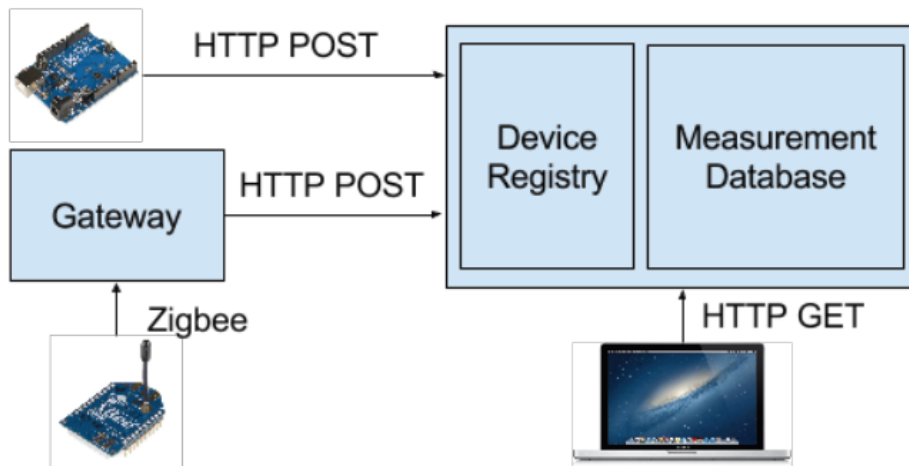 HTTP POST
Device
Registry
Measurement
Database
Gateway
HTTP POST
Zigbee
HTTP GET